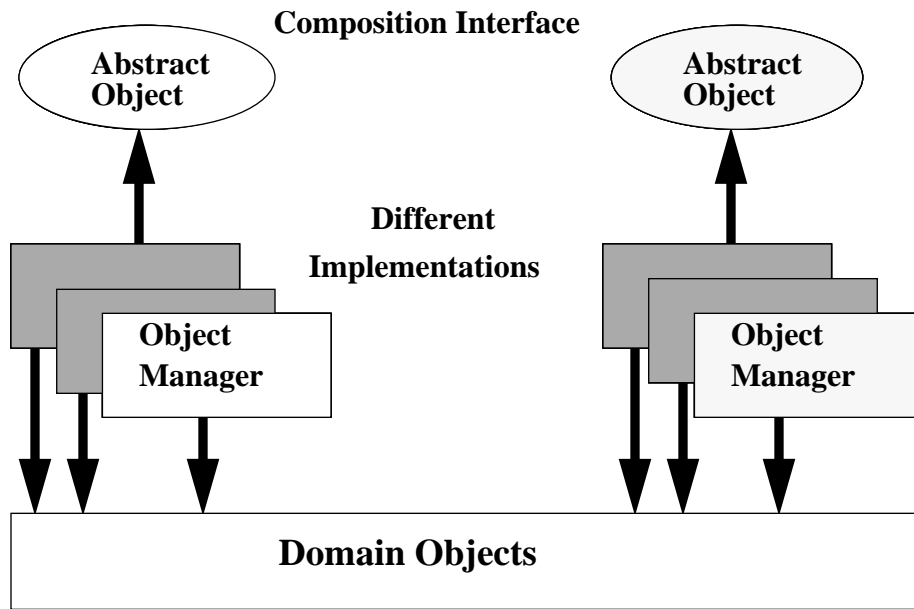 Composition Interface
Abstract
Object
Abstract
Object
Different
Implementations
Object
Manager
Object
Manager
Domain Objects